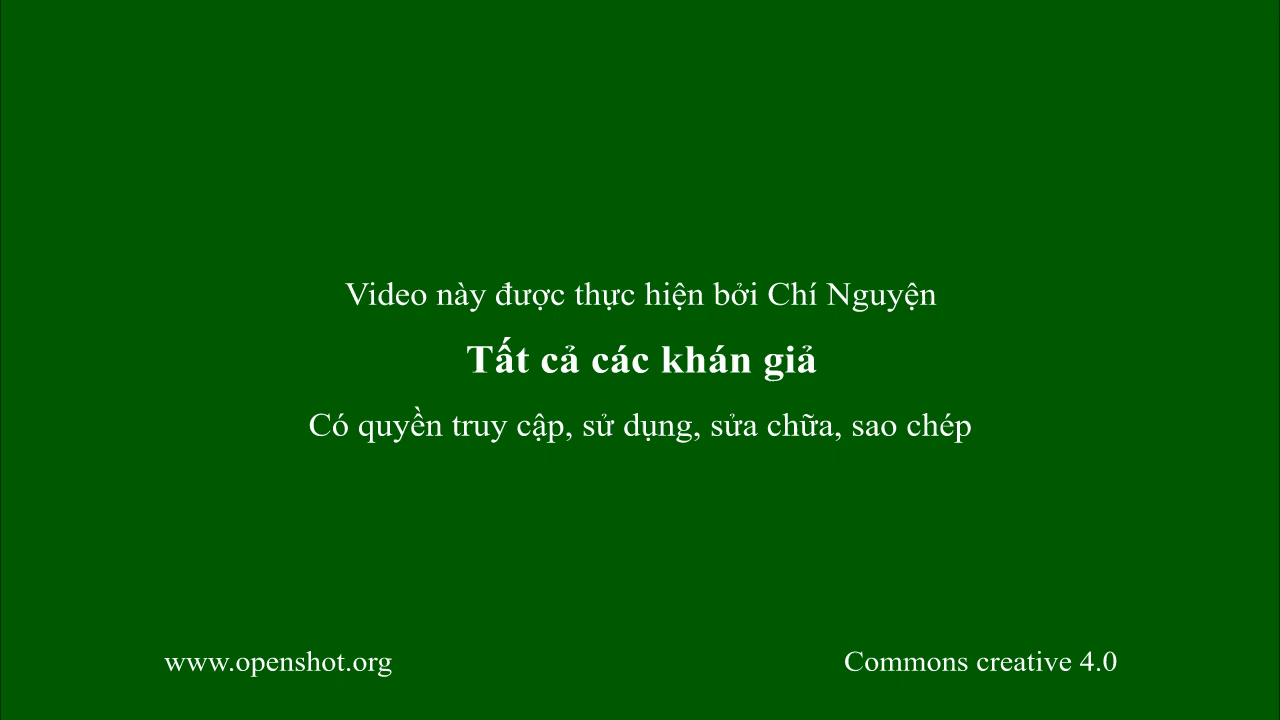 Video này được thực hiện bởi Chí Nguyện
Tất cả các khán giả
Có quyền truy cập, sử dụng, sửa chữa, sao chép
www.openshot.org
Commons creative 4.0